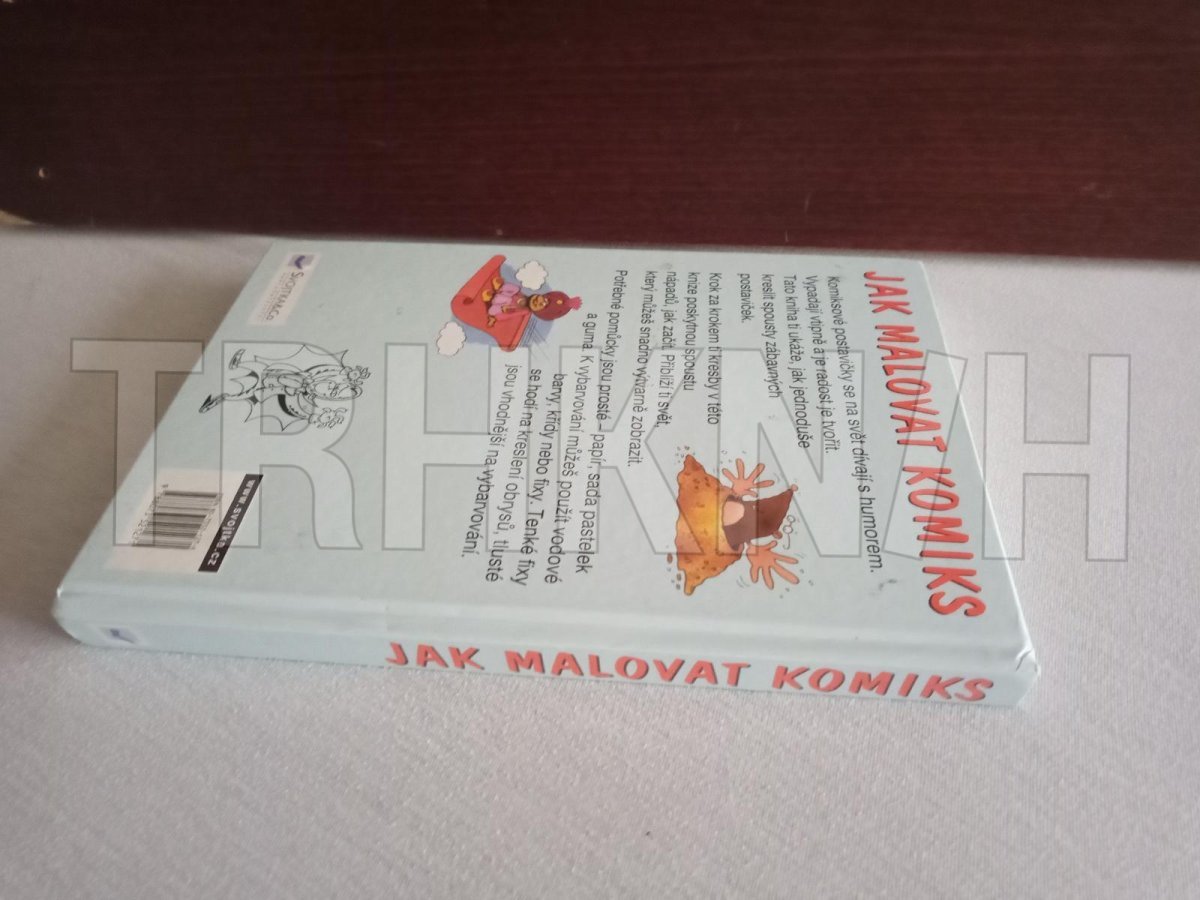 JAK MALOVAT KOMIKS
Komiksové postavičky se na svět dívají s humorem.
Vypadají vtipně a je radost je tvořit.
Tato kniha ti ukáže, jak jednoduše
kreslit spousty zábavných
postaviček.
Krok za krokem ti kresby v této
knize poskytnou spoustu
nápadů, jak začít. Přiblíží ti svět,
který můžeš snadno výtvarně zobrazit.
Potřebné pomůcky jsou prosté – papír, sada pastelek
a guma. K vybarvování můžeš použít vodové
barvy, křídy nebo fixy. Tenké fixy
se hodí na kreslení obrysů, tlusté
jsou vhodnější na vybarvování.
SVOJTKA&Co.
www.svojtka.cz
JAK MALOVAT KOMIKS
TRHKNIH